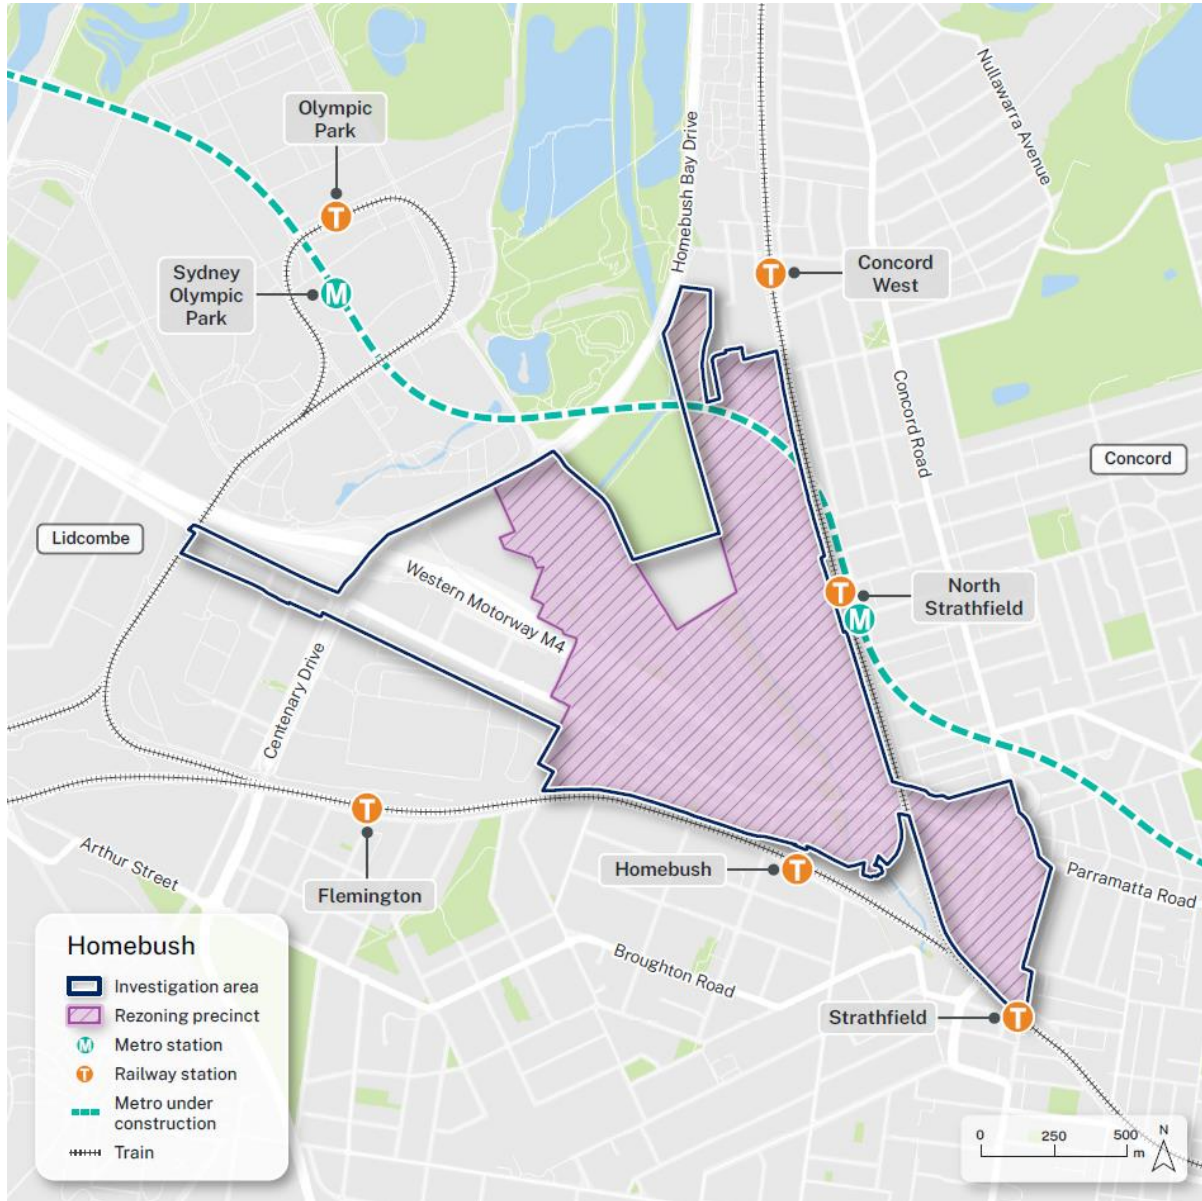 Olympic
Park
Sydney
Olympic
Park
M
T
Homebush Bay Drive
Nullawarra Avenue
T
Concord
West
Concord Road
Concord
Lidcombe
Western Motorway M4
T
M
North
Strathfield
Centenary Drive
T
Flemington
Arthur Street
Homebush
T
Parramatta Road
Broughton Road
Strathfield
T
Homebush
Investigation area
Rezoning precinct
M Metro station
T Railway station
Metro under
construction
Train
0 250 500
m
N